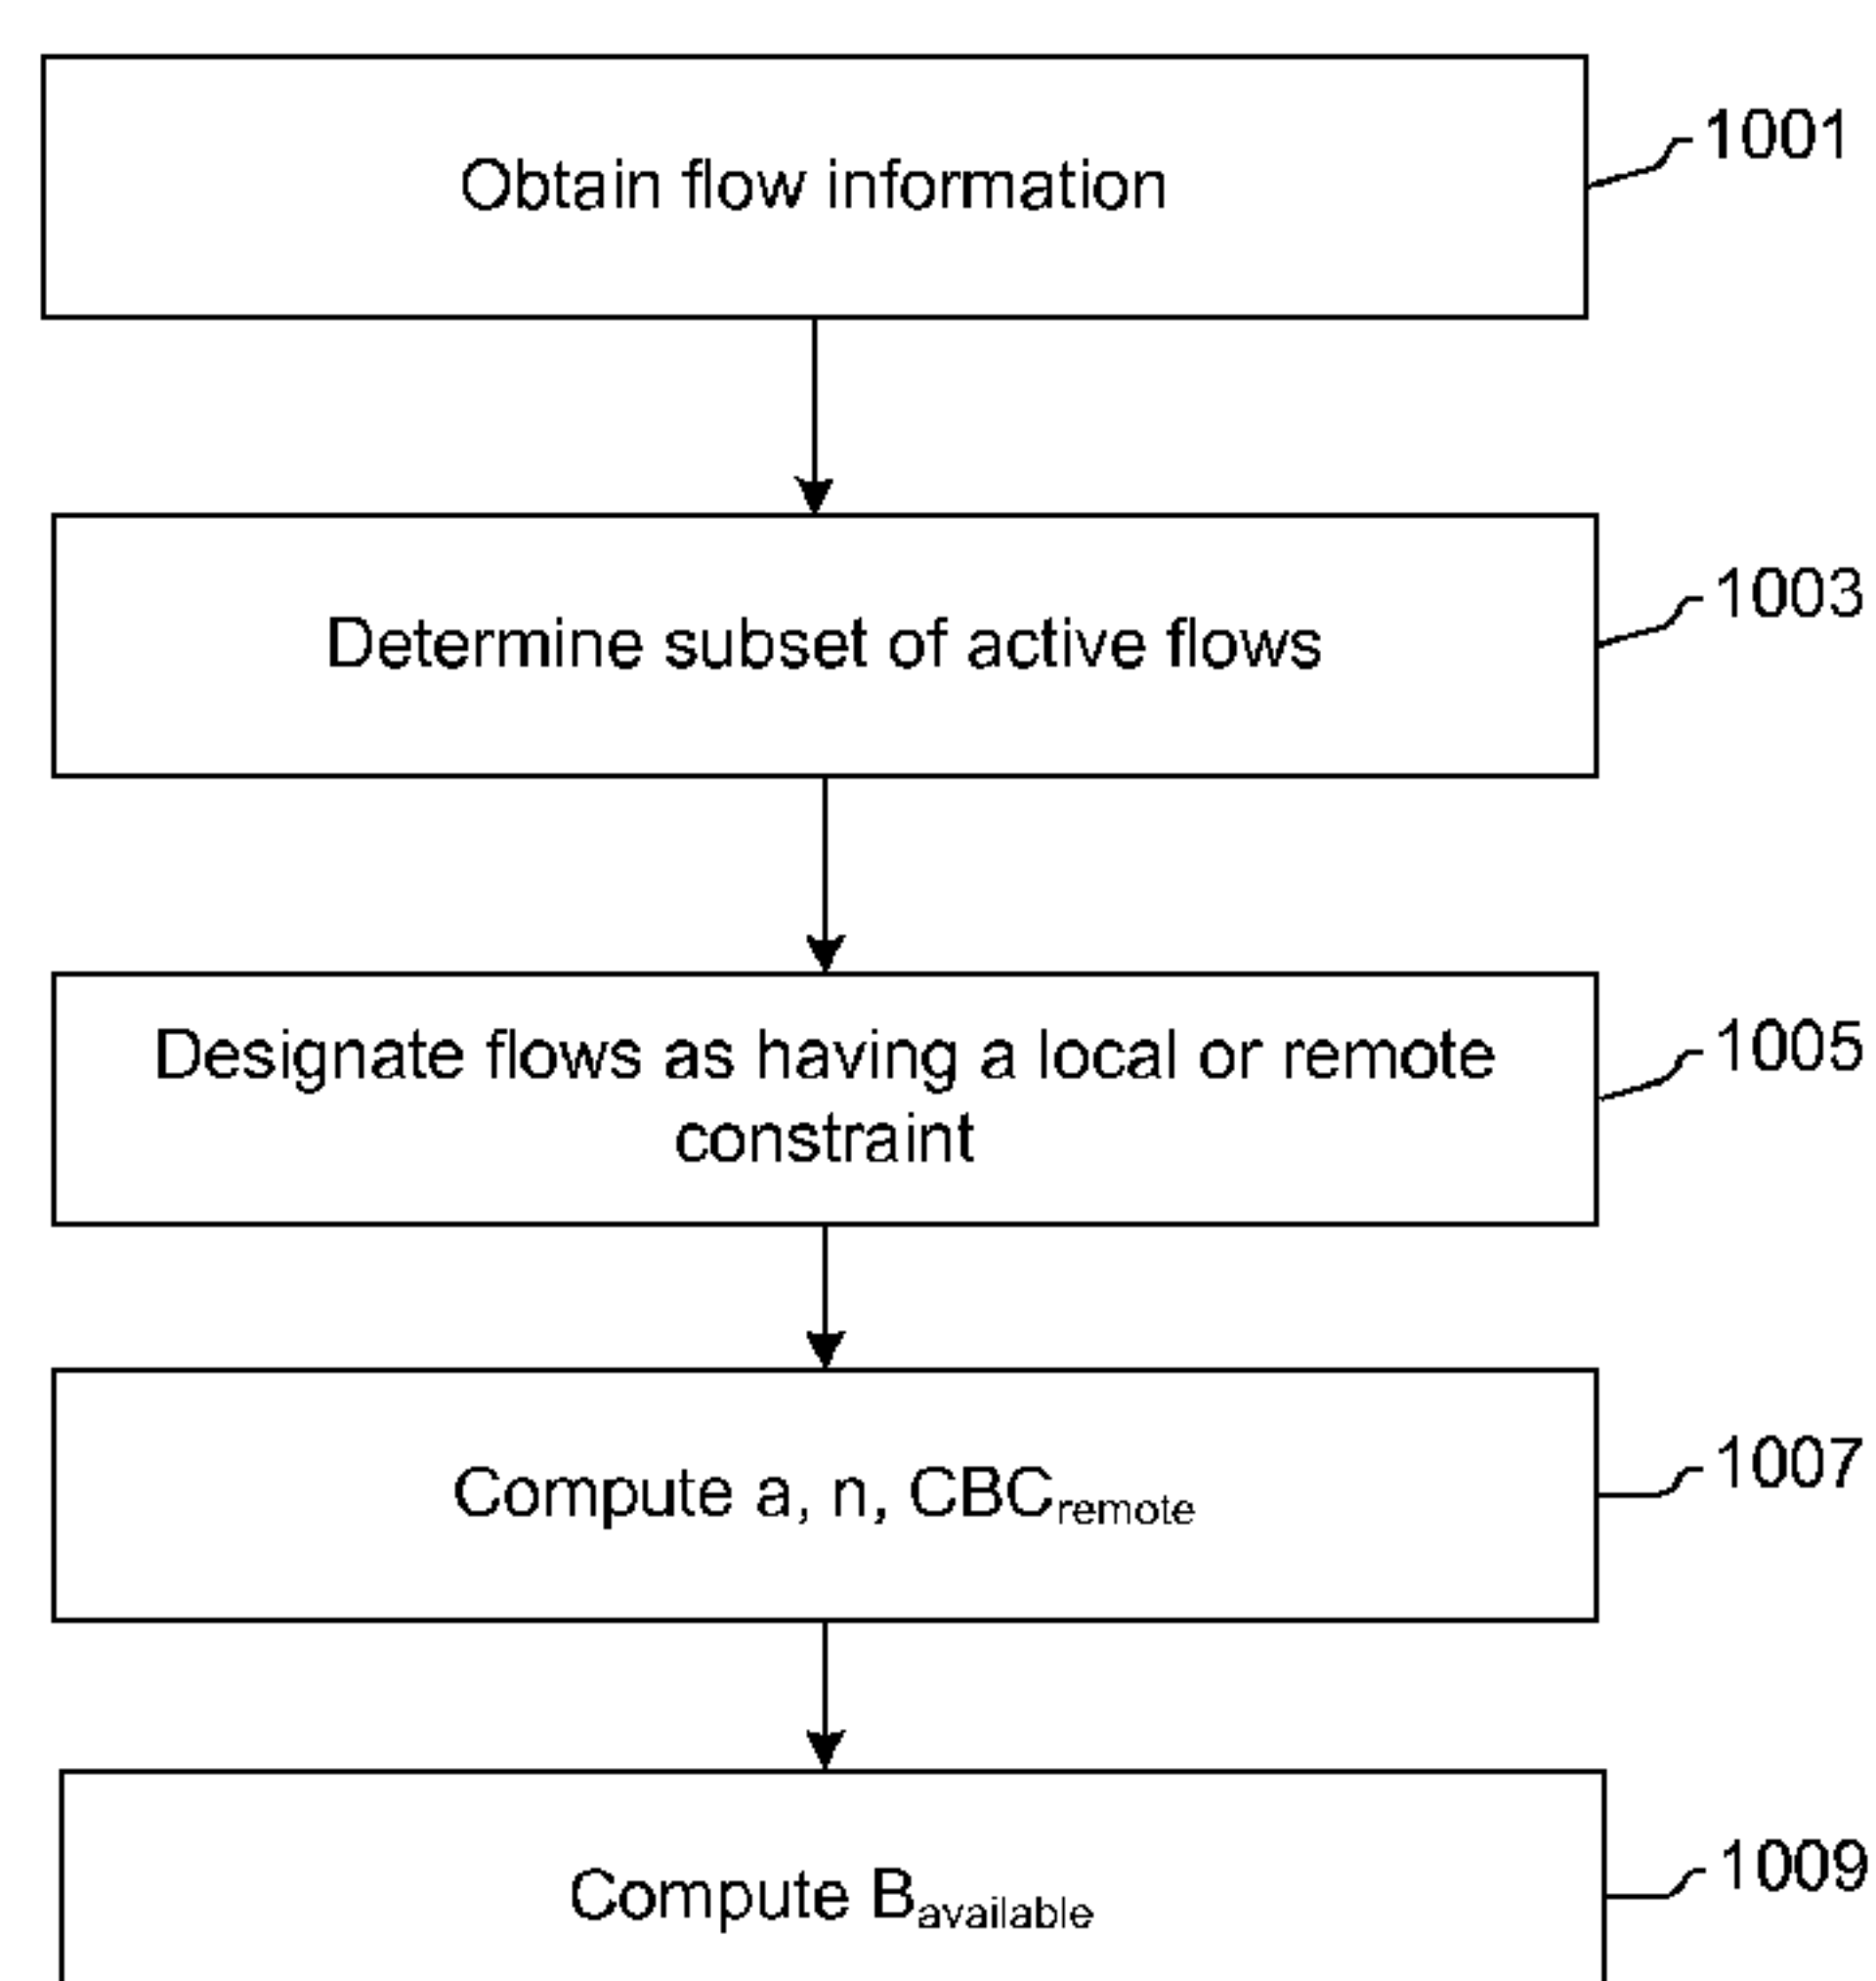 Obtain flow information
1001
Determine subset of active flows
1003
Designate flows as having a local or remote
constraint
1005
Compute a, n, CBCremote
1007
Compute Bavailable
1009